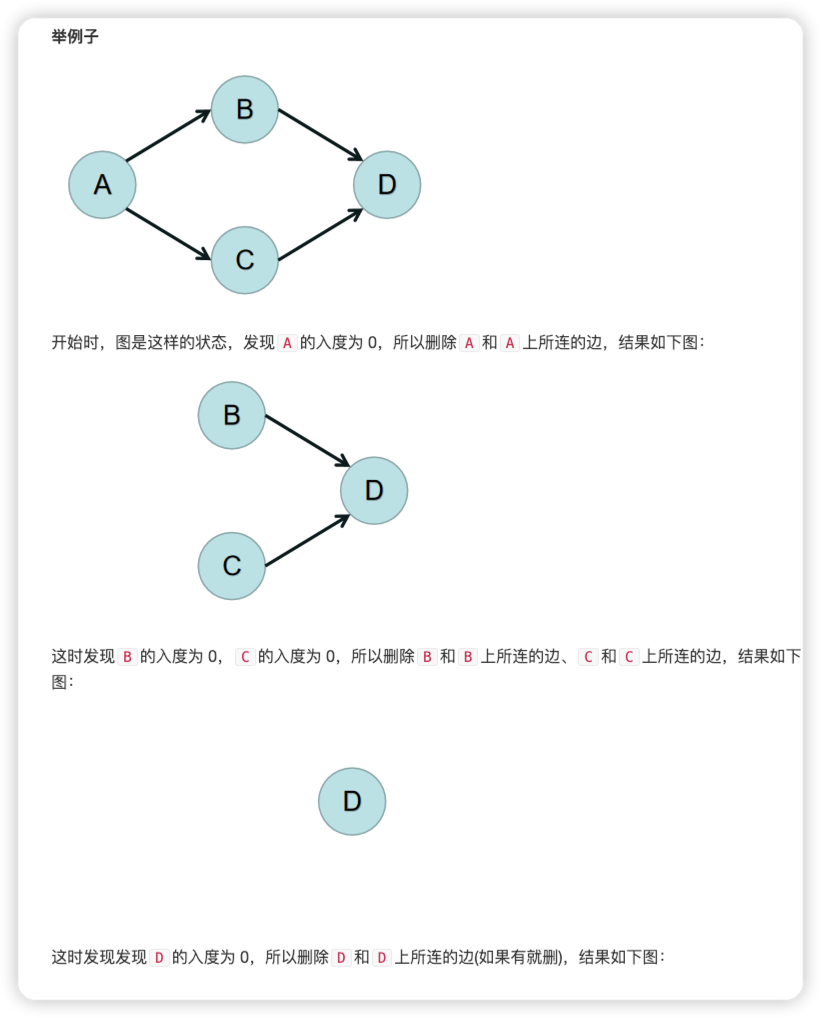 举例子
B
A
D
C
开始时，图是这样的状态，发现 A 的入度为 0，所以删除 A 和 A 上所连的边，结果如下图：
B
D
C
这时发现 B 的入度为 0， C 的入度为 0，所以删除 B 和 B 上所连的边、 C 和 C 上所连的边，结果如下
图：
D
这时发现发现 D 的入度为 0，所以删除 D 和 D 上所连的边(如果有就删)，结果如下图：